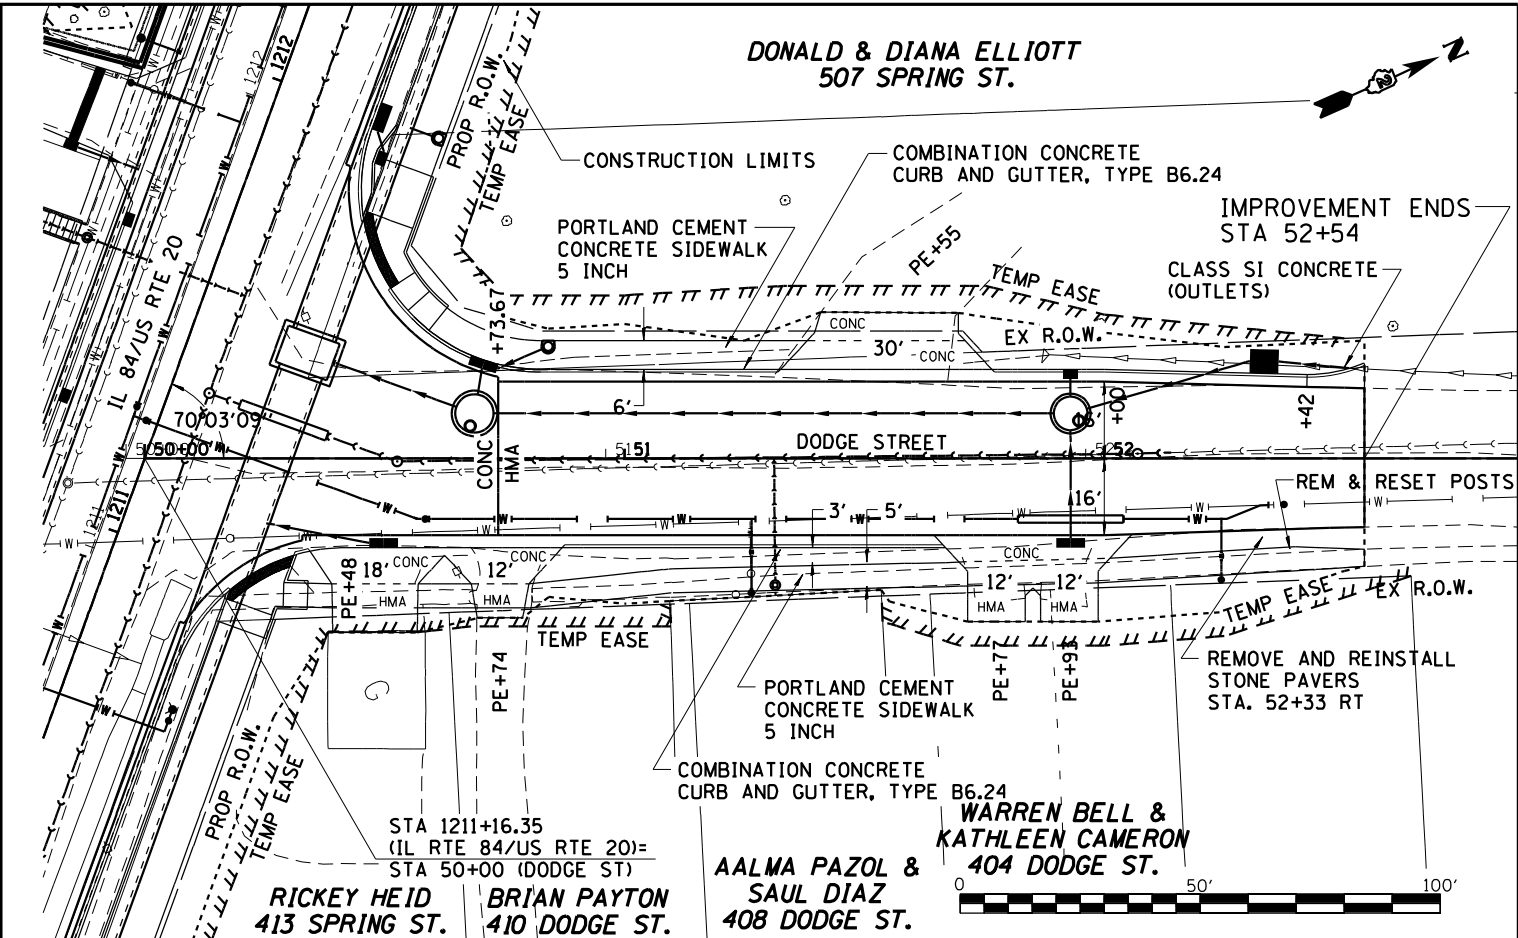 DONALD & DIANA ELLIOTT
507 SPRING ST.
N
1212
1212
PROP R.O.W.
TEMP EASE
CONSTRUCTION LIMITS
COMBINATION CONCRETE
CURB AND GUTTER, TYPE B6.24
PORTLAND CEMENT
CONCRETE SIDEWALK
5 INCH
IMPROVEMENT ENDS
STA 52+54
CLASS SI CONCRETE
(OUTLETS)
PE+55
TEMP EASE
EX R.O.W.
IL 84/US RTE 20
+73.67
CONC
30'
CONC
6'
+00
+42
70°03'09"
50+00
51
51
DODGE STREET
52
52
CONC
HMA
16'
3'
5'
REM & RESET POSTS
1211
1211
W
W
W
W
W
W
W
W
PE+48
18'
CONC
12'
CONC
HMA
HMA
CONC
12'
12'
HMA
HMA
TEMP EASE
TEMP EASE
EX R.O.W.
PE+74
PE+77
PE+93
REMOVE AND REINSTALL
STONE PAVERS
STA. 52+33 RT
PORTLAND CEMENT
CONCRETE SIDEWALK
5 INCH
G
COMBINATION CONCRETE
CURB AND GUTTER, TYPE B6.24
PROP R.O.W.
TEMP EASE
STA 1211+16.35
(IL RTE 84/US RTE 20)=
STA 50+00 (DODGE ST)
RICKEY HEID
413 SPRING ST.
BRIAN PAYTON
410 DODGE ST.
AALMA PAZOL &
SAUL DIAZ
408 DODGE ST.
WARREN BELL &
KATHLEEN CAMERON
404 DODGE ST.
0 50' 100'